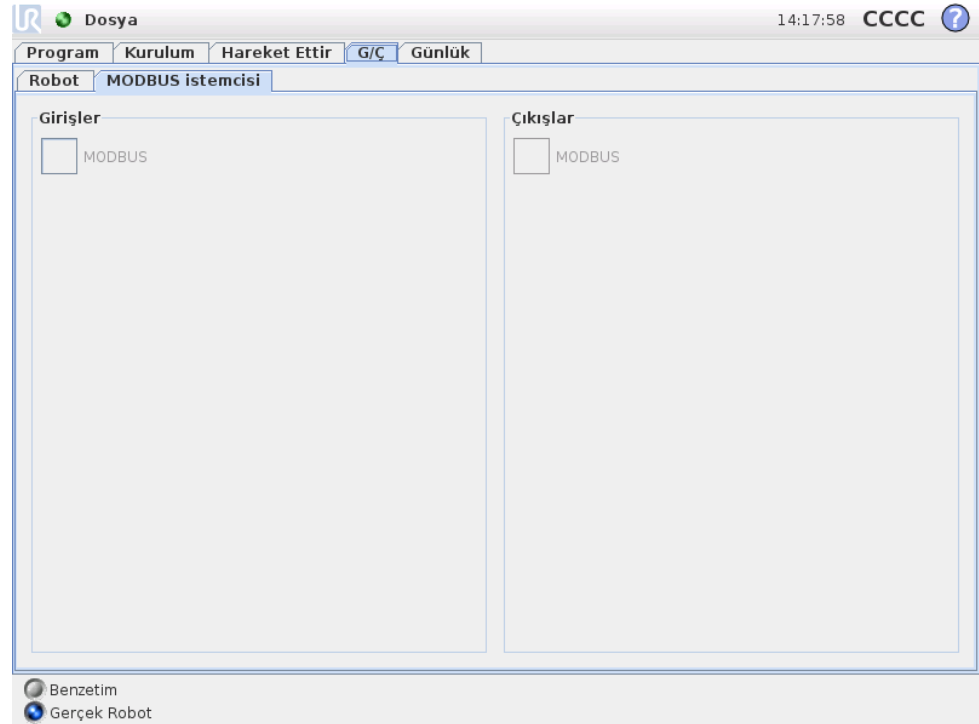 UR Dosya 14:17:58 CCCC ?
Program Kurulum Hareket Ettir G/Ç Günlük
Robot MODBUS istemcisi
Girişler Çıkışlar
MODBUS MODBUS
Benzetim
Gerçek Robot